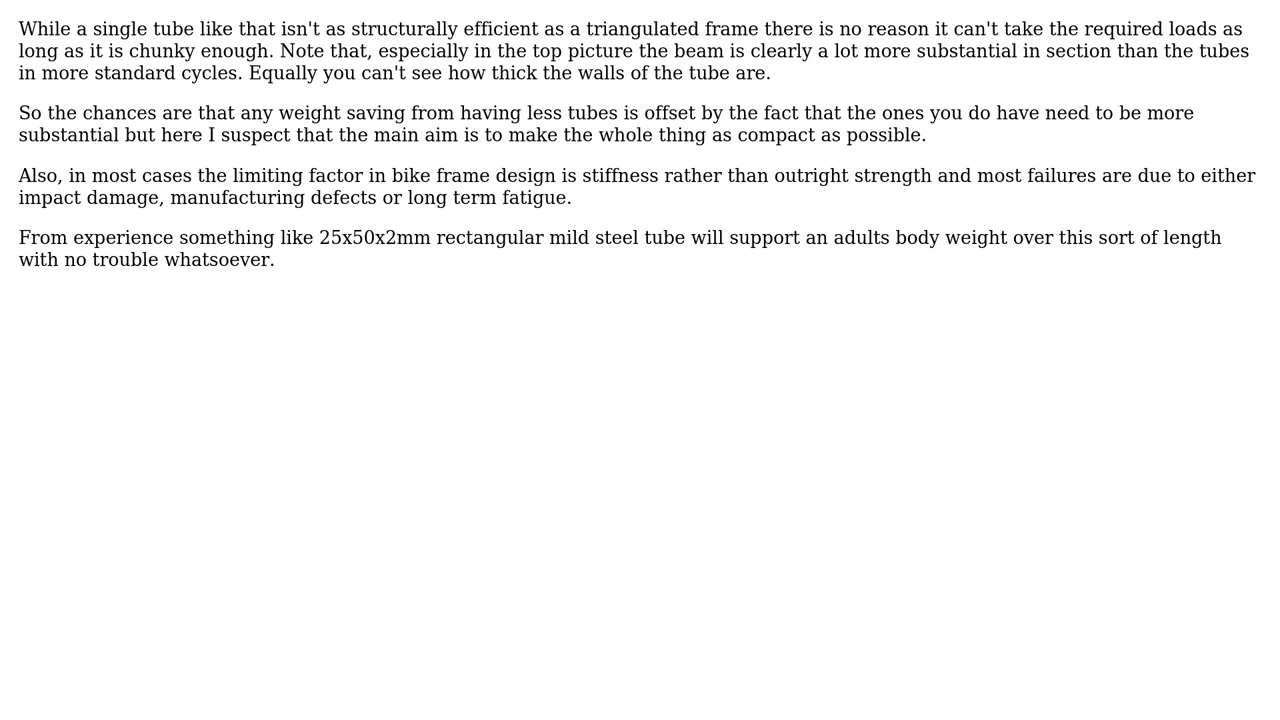 While a single tube like that isn't as structurally efficient as a triangulated frame there is no reason it can't take the required loads as
long as it is chunky enough. Note that, especially in the top picture the beam is clearly a lot more substantial in section than the tubes
in more standard cycles. Equally you can't see how thick the walls of the tube are.
So the chances are that any weight saving from having less tubes is offset by the fact that the ones you do have need to be more
substantial but here I suspect that the main aim is to make the whole thing as compact as possible.
Also, in most cases the limiting factor in bike frame design is stiffness rather than outright strength and most failures are due to either
impact damage, manufacturing defects or long term fatigue.
From experience something like 25x50x2mm rectangular mild steel tube will support an adults body weight over this sort of length
with no trouble whatsoever.